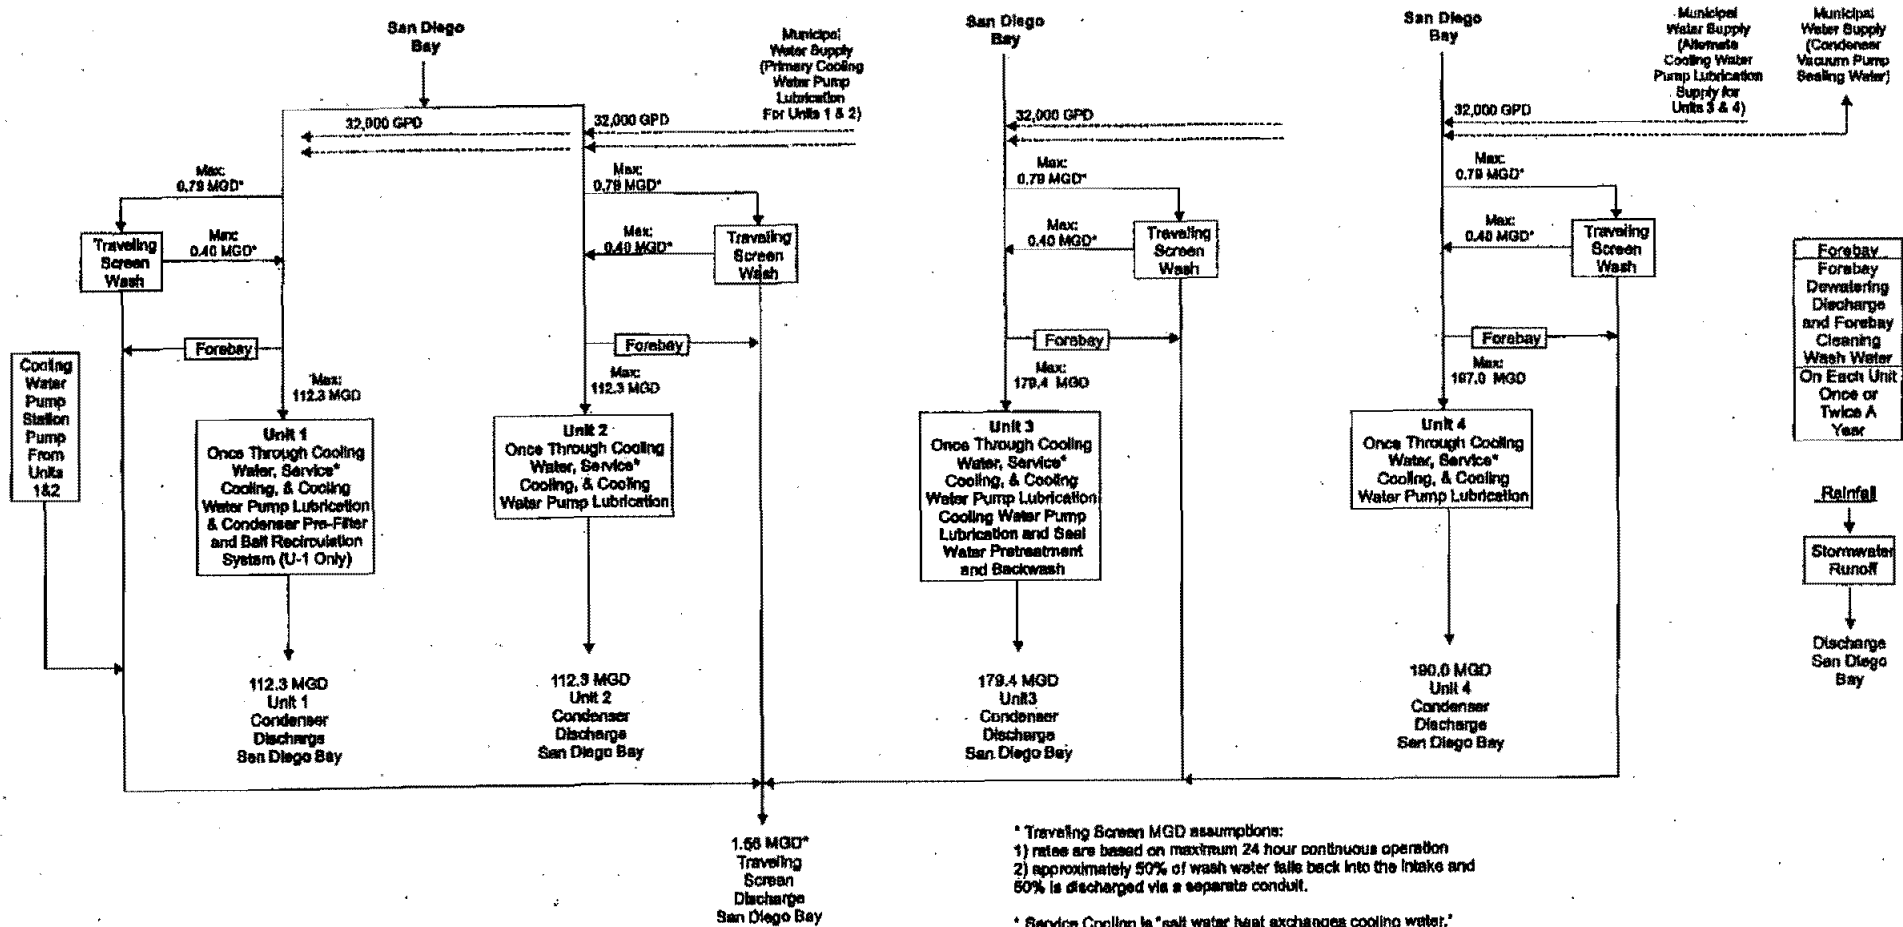 San Diego
Bay
Municipal
Water Supply
(Primary Cooling
Water Pump
Lubrication
For Units 1 & 2)
San Diego
Bay
San Diego
Bay
Municipal
Water Supply
(Alternate
Cooling Water
Pump Lubrication
Supply for
Units 3 & 4)
Municipal
Water Supply
(Condenser
Vacuum Pump
Sealing Water)
32,000 GPD
32,000 GPD
32,000 GPD
32,000 GPD
Max:
0.79 MGD*
Max:
0.79 MGD*
Max:
0.79 MGD*
Max:
0.79 MGD*
Traveling
Screen
Wash
Max:
0.40 MGD*
Max:
0.40 MGD*
Traveling
Screen
Wash
Max:
0.40 MGD*
Traveling
Screen
Wash
Max:
0.40 MGD*
Traveling
Screen
Wash
Forebay
Forebay
Dewatering
Discharge
and Forebay
Cleaning
Wash Water
On Each Unit
Once or
Twice A
Year
Forebay
Forebay
Forebay
Forebay
Cooling
Water
Pump
Station
Pump
From
Units
1&2
Max:
112.3 MGD
Max:
112.3 MGD
Max:
179.4 MGD
Max:
197.0 MGD
Unit 1
Once Through Cooling
Water, Service*
Cooling, & Cooling
Water Pump Lubrication
& Condenser Pre-Filter
and Ball Recirculation
System (U-1 Only)
Unit 2
Once Through Cooling
Water, Service*
Cooling, & Cooling
Water Pump Lubrication
Unit 3
Once Through Cooling
Water, Service*
Cooling, & Cooling
Water Pump Lubrication
Cooling Water Pump
Lubrication and Seal
Water Pretreatment
and Backwash
Unit 4
Once Through Cooling
Water, Service*
Cooling, & Cooling
Water Pump Lubrication
Rainfall
Stormwater
Runoff
Discharge
San Diego
Bay
112.3 MGD
Unit 1
Condenser
Discharge
San Diego Bay
112.3 MGD
Unit 2
Condenser
Discharge
San Diego Bay
179.4 MGD
Unit3
Condenser
Discharge
San Diego Bay
190.0 MGD
Unit 4
Condenser
Discharge
San Diego Bay
1.56 MGD*
Traveling
Screen
Discharge
San Diego Bay
* Traveling Screen MGD assumptions:
1) rates are based on maximum 24 hour continuous operation
2) approximately 50% of wash water falls back into the intake and
50% is discharged via a separate conduit.
* Service Cooling is "salt water heat exchanges cooling water."